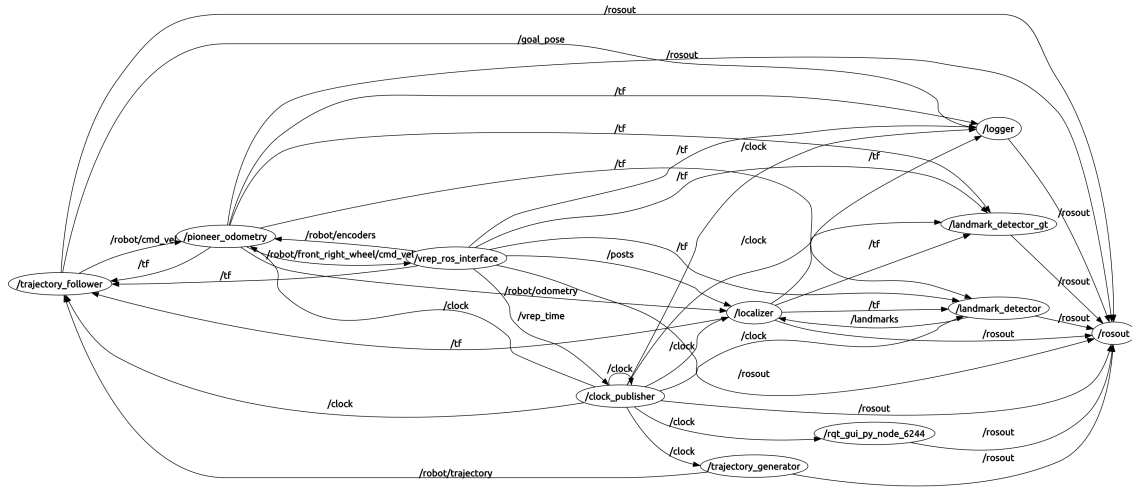 /rosout
/goal_pose
/rosout
/tf
/logger
/tf
/clock
/tf
/tf
/tf
/tf
/rosout
/landmark_detector_gt
/robot/cmd_vel
/pioneer_odometry
/robot/encoders
/tf
/clock
/tf
/robot/front_right_wheel/cmd_vel
/vrep_ros_interface
/posts
/tf
/tf
/trajectory_follower
/rosout
/robot/odometry
/clock
/tf
/localizer
/landmark_detector
/vrep_time
/landmarks
/rosout
/rosout
/rosout
/tf
/clock
/clock
/clock
/rosout
/clock_publisher
/clock
/rosout
/clock
/rqt_gui_py_node_6244
/rosout
/clock
/trajectory_generator
/rosout
/robot/trajectory